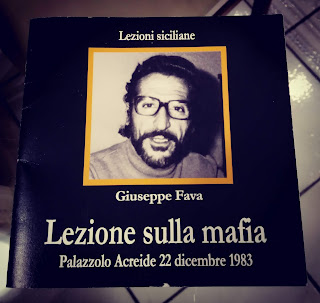 Lezioni siciliane
Giuseppe Fava
Lezione sulla mafia
Palazzolo Acreide 22 dicembre 1983